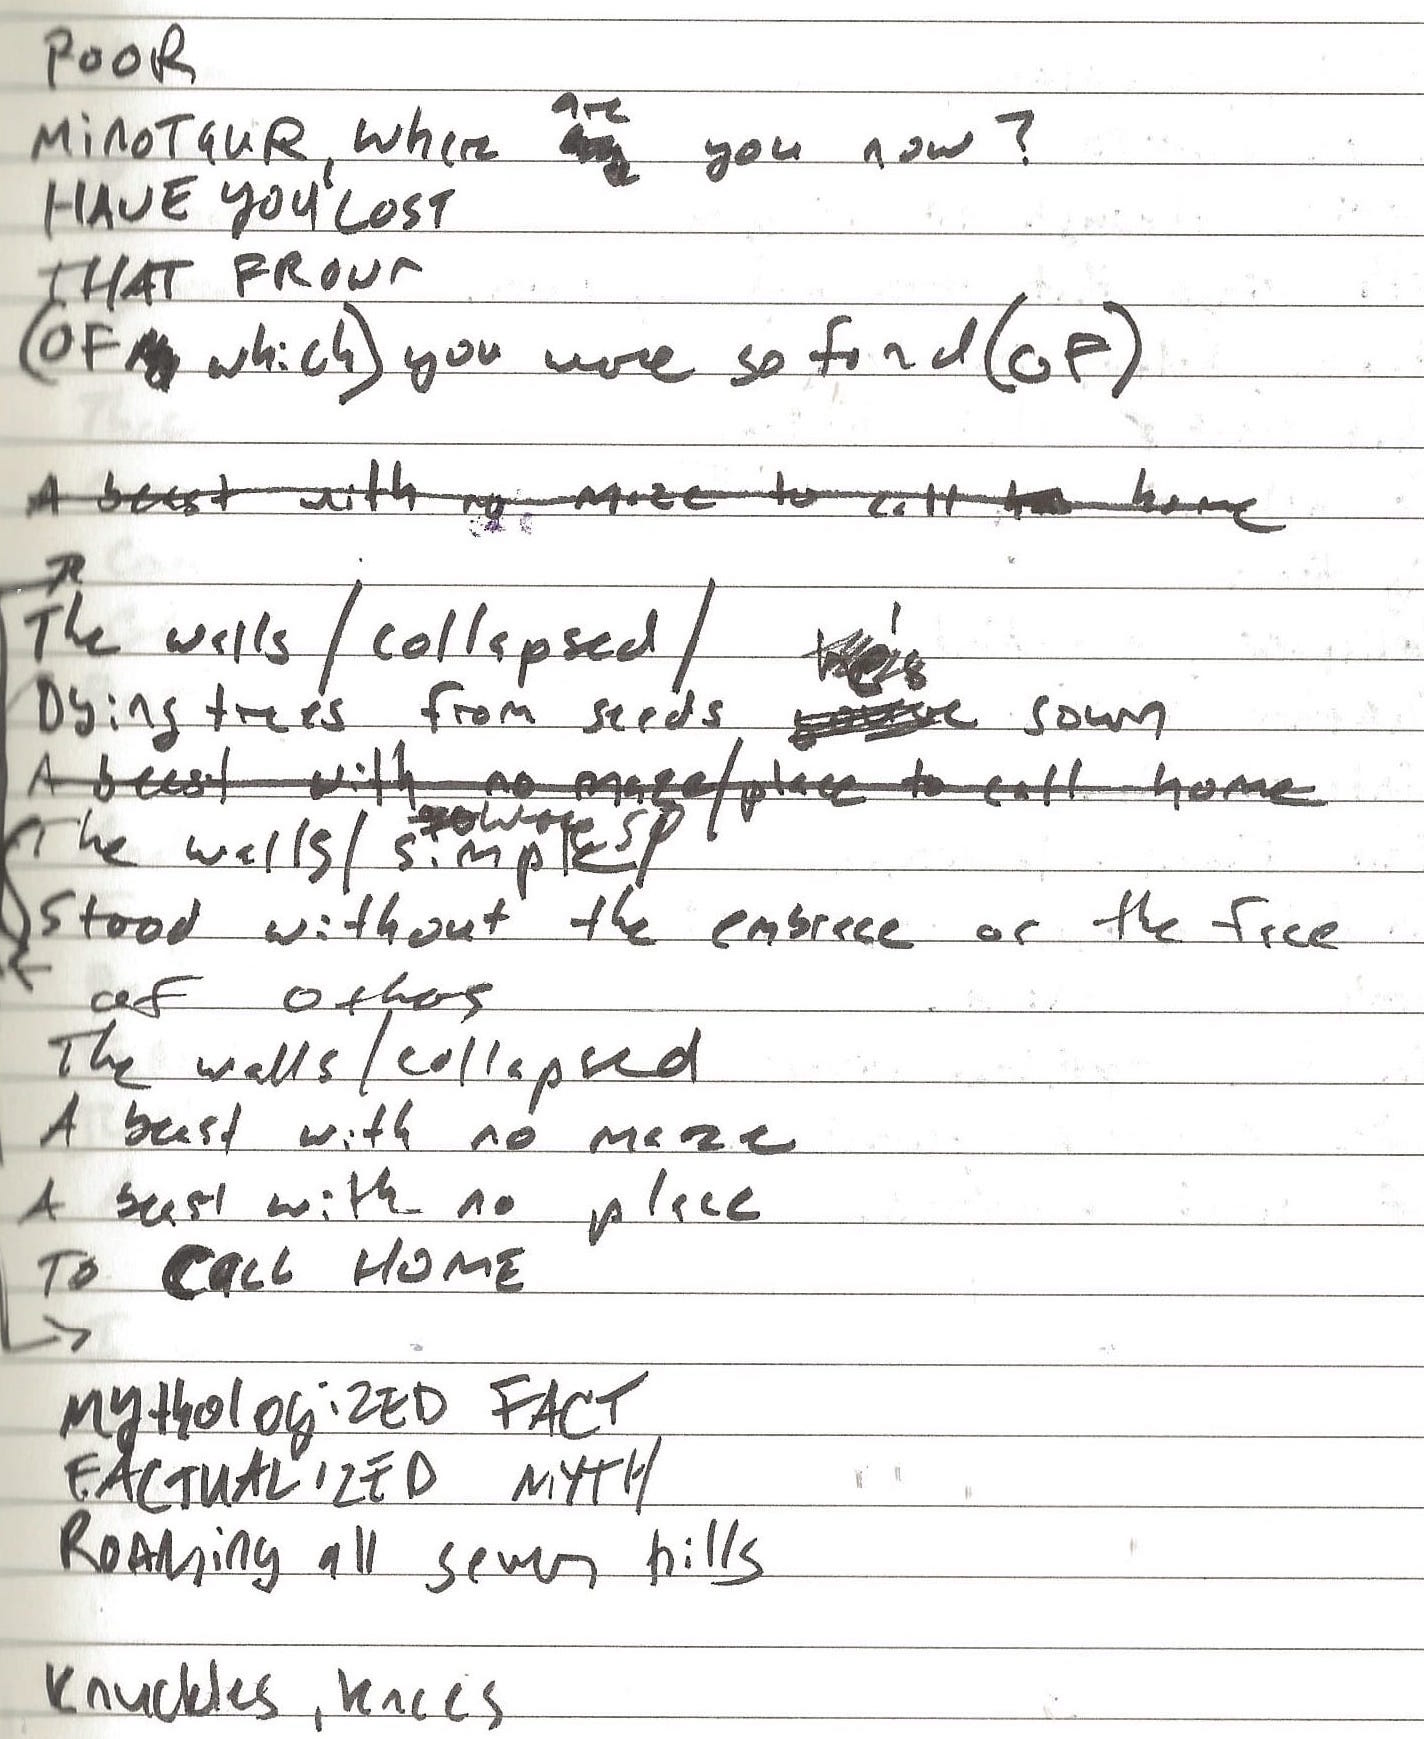 POOR
MINOTAUR, where are you now?
HAVE YOU LOST
THAT FROWN
(OF which) you were so fond (OF)
A beast with no maze to call home
The walls / collapsed /
Dying trees from seeds sown
A beast with no maze/place to call home
The walls / simple /
Stood without the embrace or the face
of others
The walls / collapsed
A beast with no maze
A beast with no place
TO CALL HOME
MythologiZED FACT
FACTUALIZED MYTH
ROAMing all seven hills
Knuckles, knees